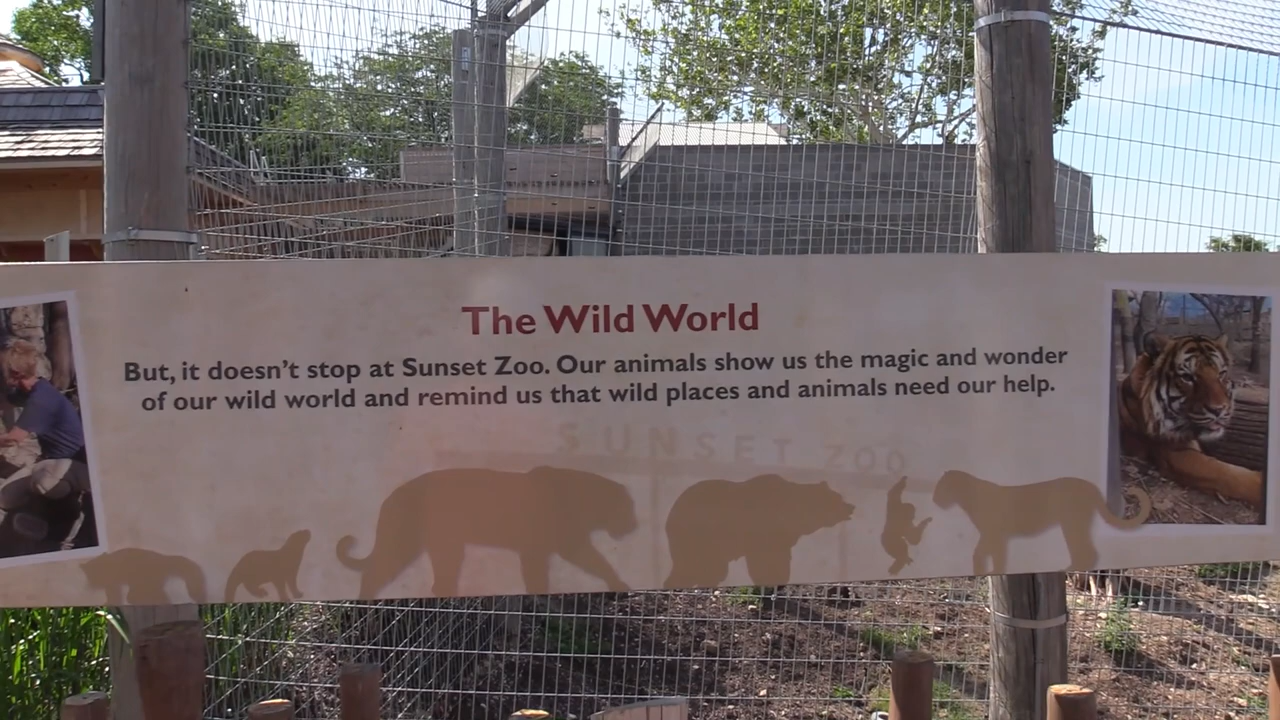 The Wild World
But, it doesn't stop at Sunset Zoo. Our animals show us the magic and wonder
of our wild world and remind us that wild places and animals need our help.
SUNSET ZOO